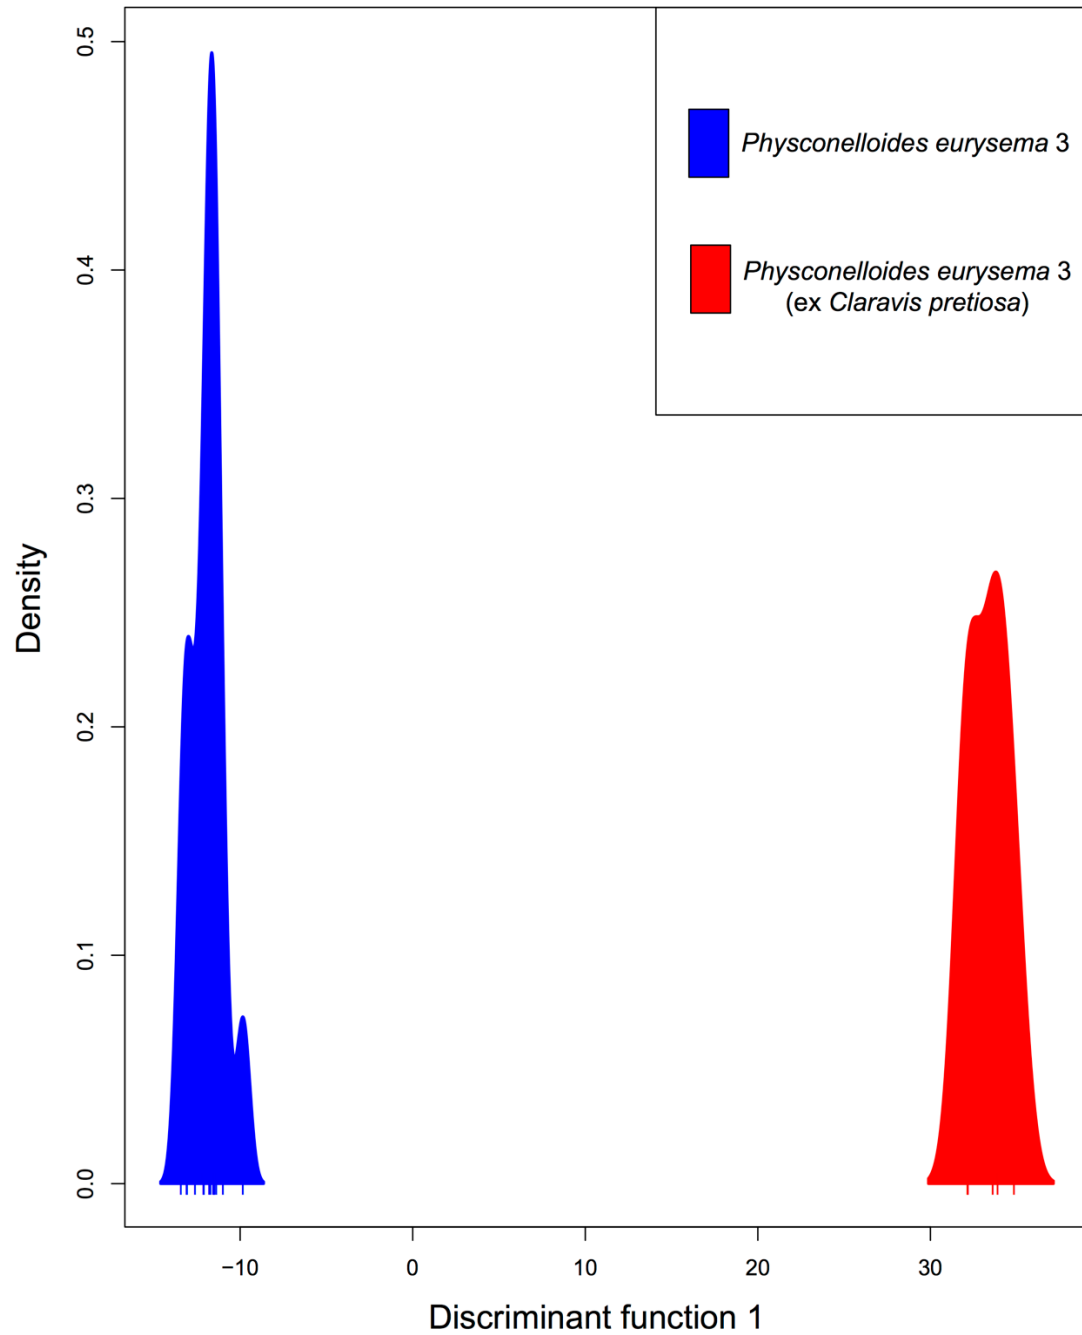 0.5
0.4
0.3
0.2
0.1
0.0
Density
Physconelloides eurysema 3
Physconelloides eurysema 3
(ex Claravis pretiosa)
−10 0 10 20 30
Discriminant function 1